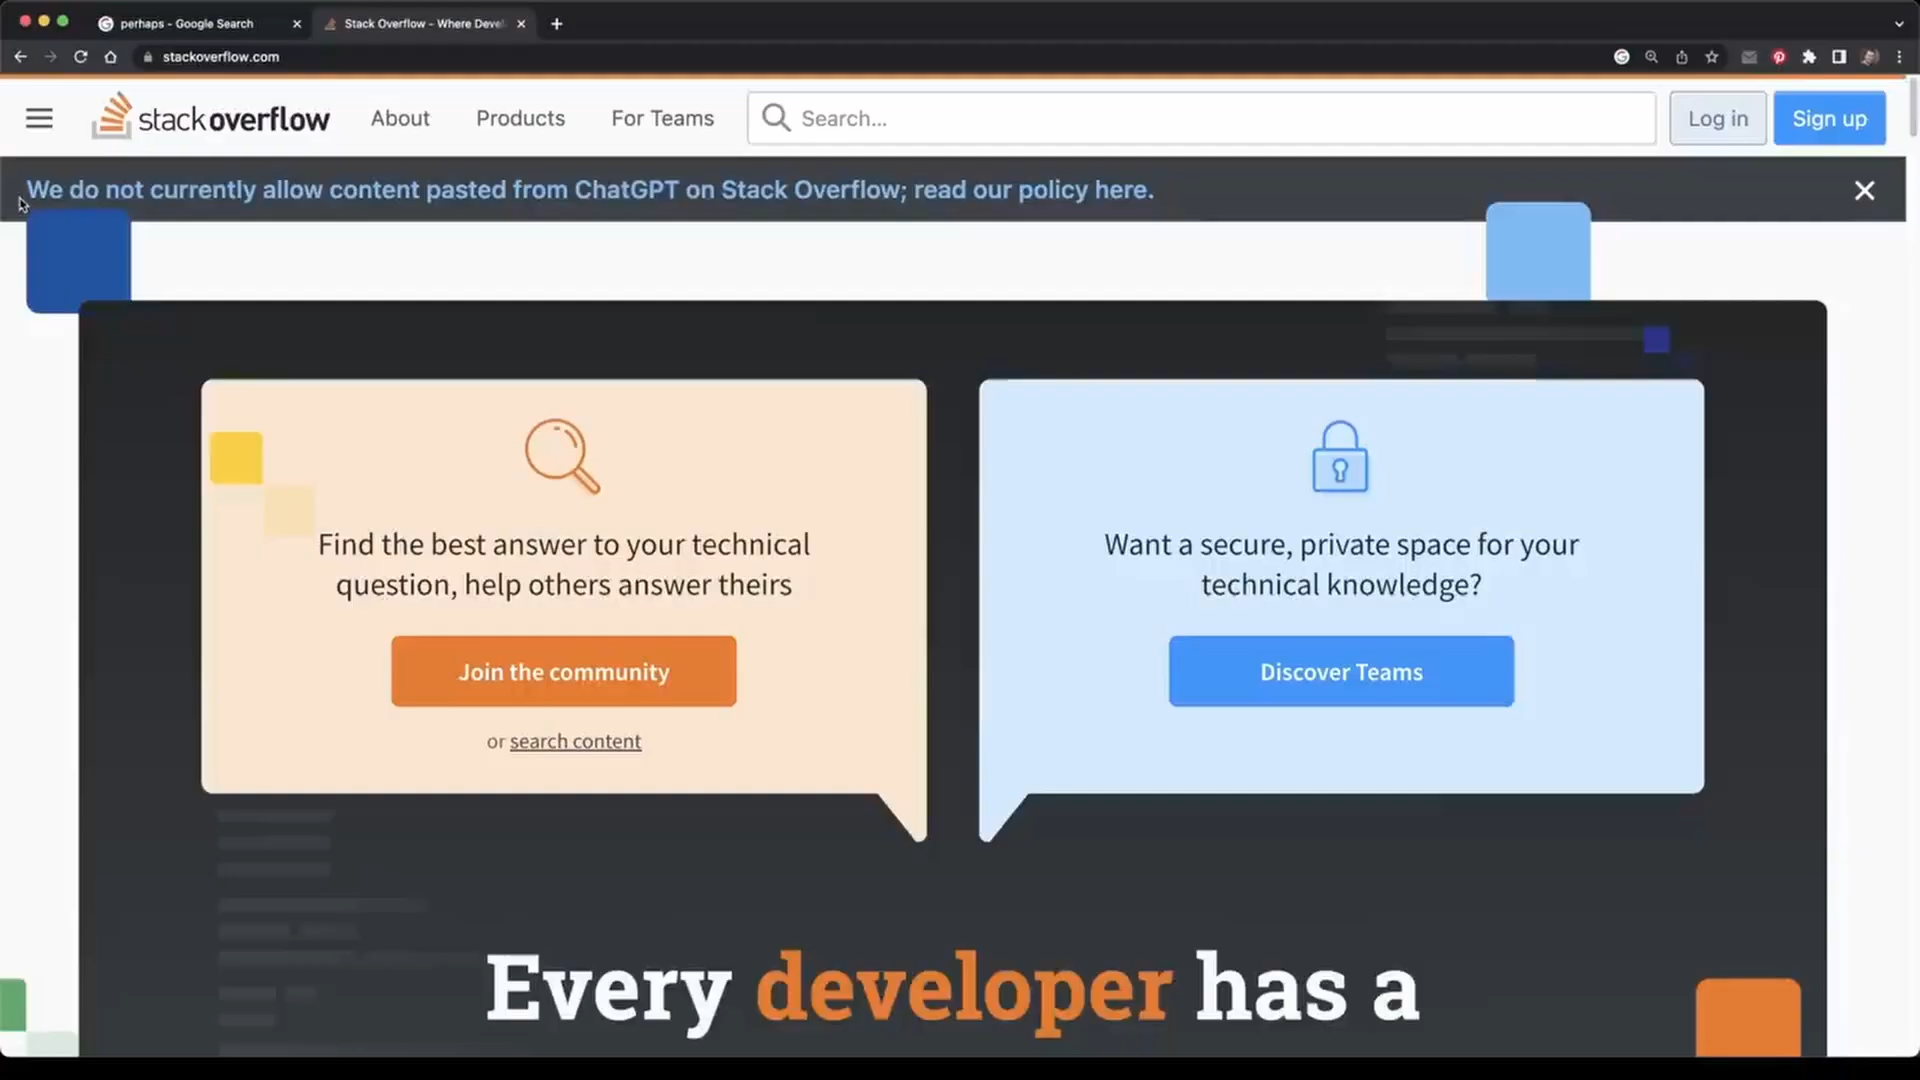 perhaps - Google Search
Stack Overflow - Where Devel
stackoverflow.com
stackoverflow
About
Products
For Teams
Search...
Log in
Sign up
We do not currently allow content pasted from ChatGPT on Stack Overflow; read our policy here.
Find the best answer to your technical
question, help others answer theirs
Join the community
or search content
Want a secure, private space for your
technical knowledge?
Discover Teams
Every developer has a